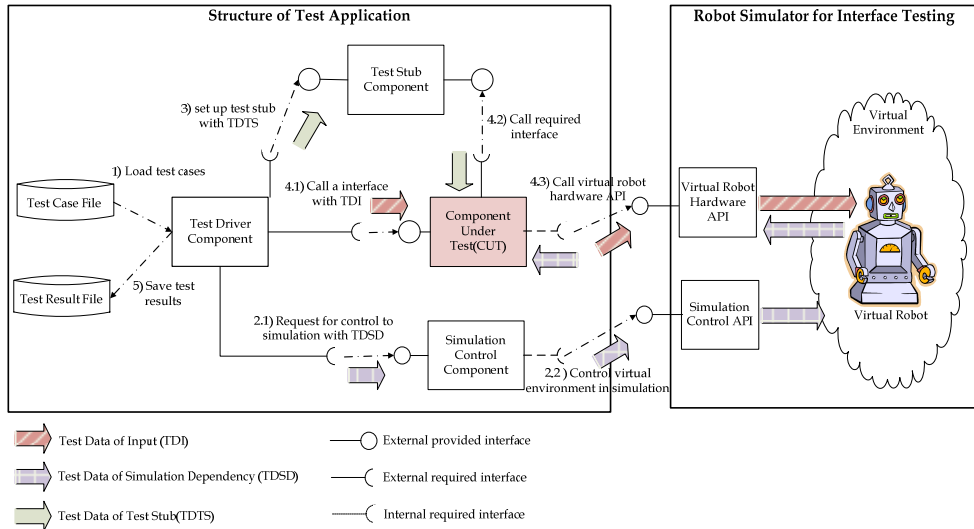 Structure of Test Application
Robot Simulator for Interface Testing
Test Stub
Component
3) set up test stub
with TDTS
4.2) Call required
interface
Virtual
Environment
1) Load test cases
4.1) Call a interface
with TDI
4.3) Call virtual robot
hardware API
Test Case File
Test Driver
Component
Component
Under
Test(CUT)
Virtual Robot
Hardware
API
5) Save test
results
Test Result File
2.1) Request for control to
simulation with TDSD
Simulation
Control
Component
2,2) Control virtual
environment in simulation
Simulation
Control API
Virtual Robot
Test Data of Input (TDI)
External provided interface
Test Data of Simulation Dependency (TDSD)
External required interface
Test Data of Test Stub(TDTS)
Internal required interface